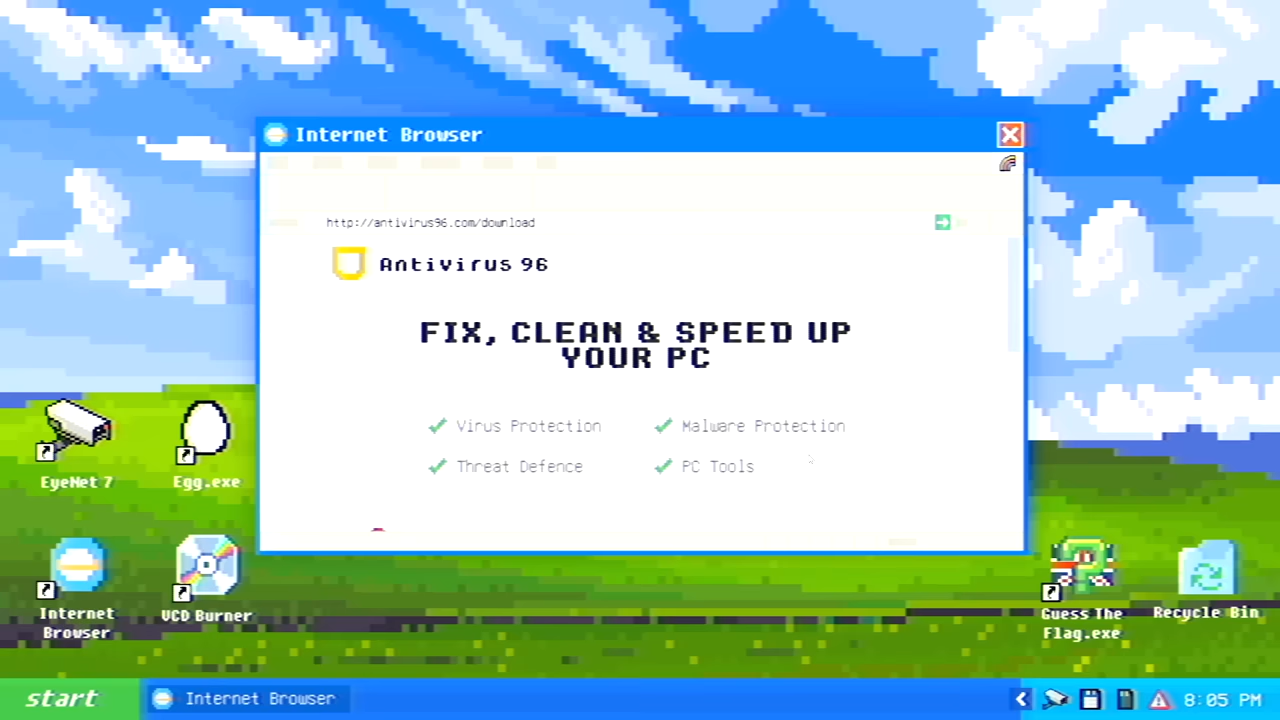 Internet Browser
http://antivirus96.com/download
Antivirus 96
FIX, CLEAN & SPEED UP
YOUR PC
Virus Protection
Malware Protection
Threat Defence
PC Tools
EyeNet 7
Egg.exe
Internet
Browser
VCD Burner
Guess The
Flag.exe
Recycle Bin
start
Internet Browser
8:05 PM